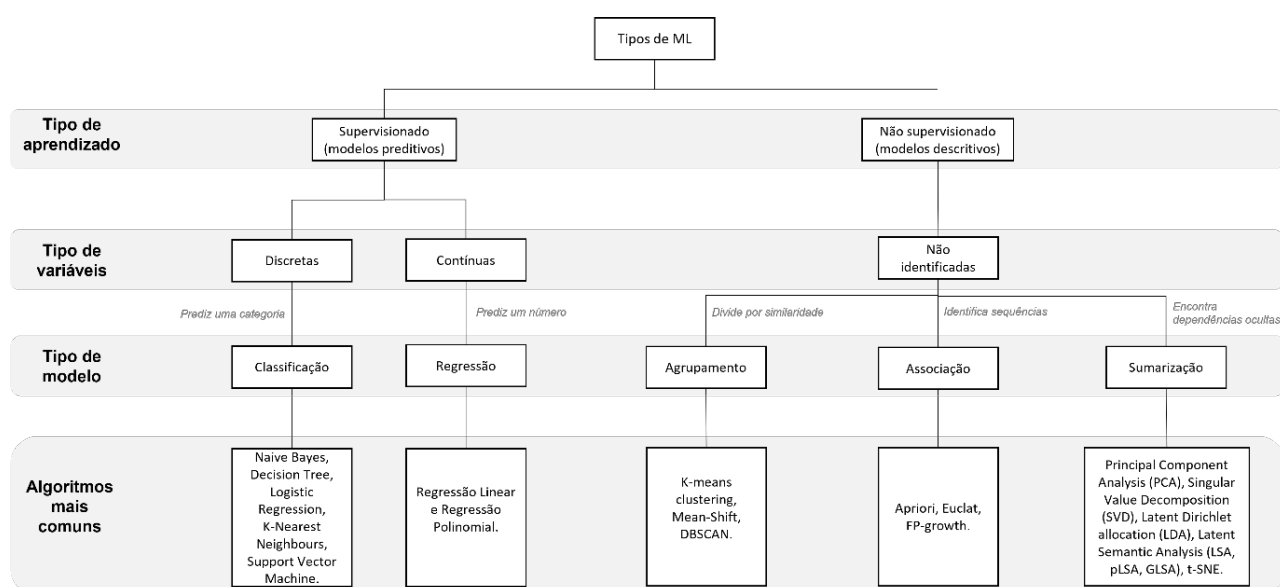 Tipos de ML
Tipo de
aprendizado
Supervisionado
(modelos preditivos)
Não supervisionado
(modelos descritivos)
Tipo de
variáveis
Discretas
Contínuas
Não
identificadas
Prediz uma categoria
Prediz um número
Divide por similaridade
Identifica sequências
Encontra
dependências ocultas
Tipo de
modelo
Classificação
Regressão
Agrupamento
Associação
Sumarização
Algoritmos
mais
comuns
Naive Bayes,
Decision Tree,
Logistic
Regression,
K-Nearest
Neighbours,
Support Vector
Machine.
Regressão Linear
e Regressão
Polinomial.
K-means
clustering,
Mean-Shift,
DBSCAN.
Apriori, Euclat,
FP-growth.
Principal Component
Analysis (PCA), Singular
Value Decomposition
(SVD), Latent Dirichlet
allocation (LDA), Latent
Semantic Analysis (LSA,
pLSA, GLSA), t-SNE.